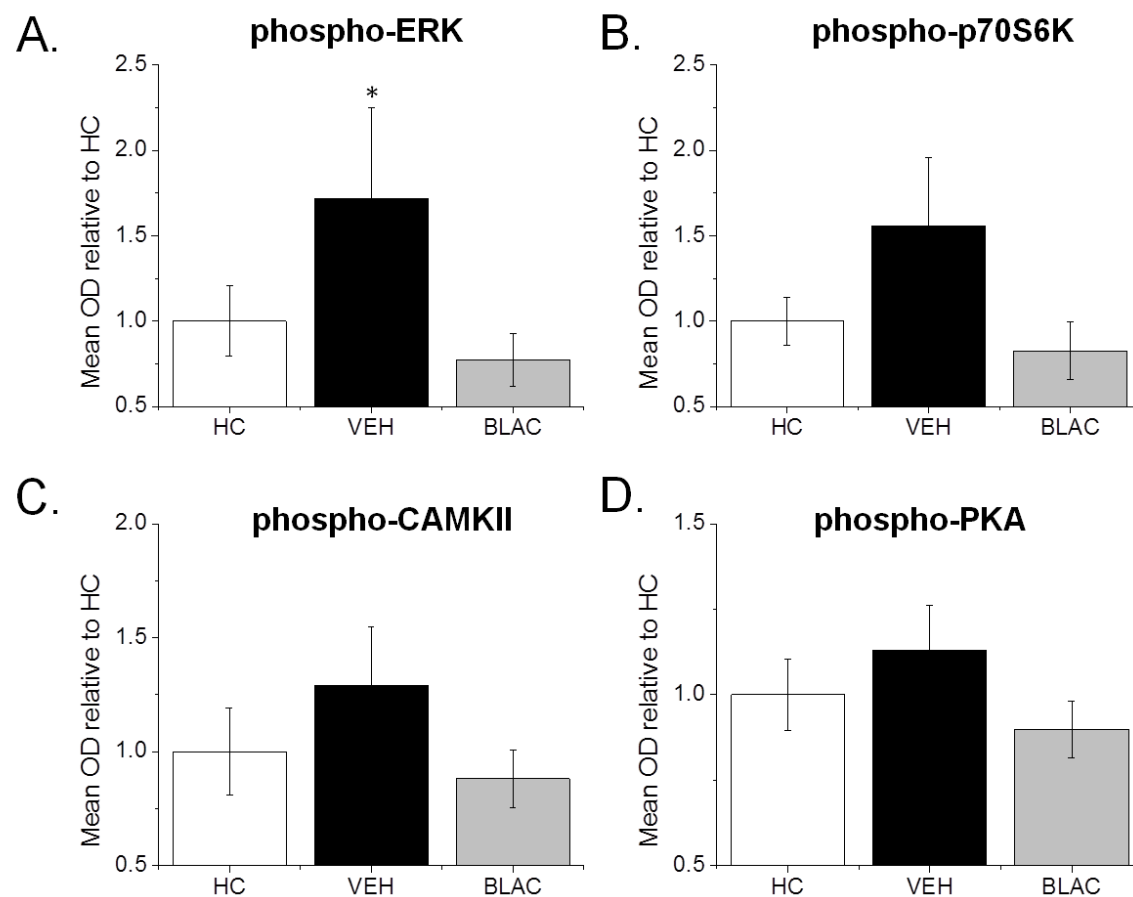 A.
phospho-ERK
Mean OD relative to HC
2.5
*
2.0
1.5
1.0
0.5
HC VEH BLAC
B.
phospho-p70S6K
Mean OD relative to HC
2.5
2.0
1.5
1.0
0.5
HC VEH BLAC
C.
phospho-CAMKII
Mean OD relative to HC
2.0
1.5
1.0
0.5
HC VEH BLAC
D.
phospho-PKA
Mean OD relative to HC
1.5
1.0
0.5
HC VEH BLAC